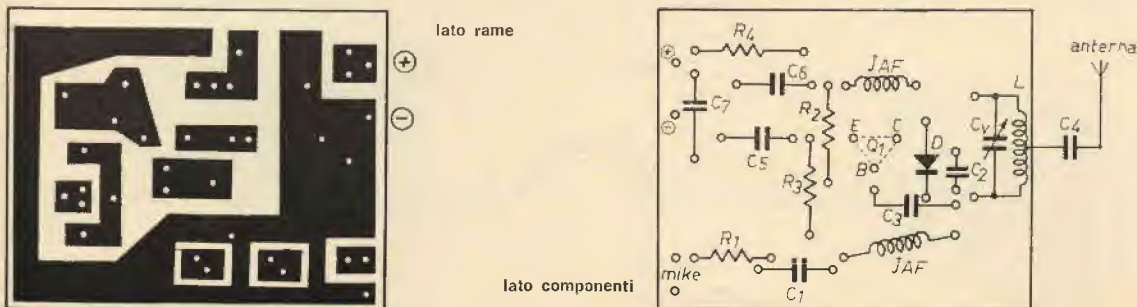 lato rame
⊕
⊖
lato componenti
R4
C6
JAF
antenna
⊕
C7
R2
E
C
Q1
B
D
Cv
L
C4
⊖
C5
R3
C2
C3
R1
mike
C1
JAF